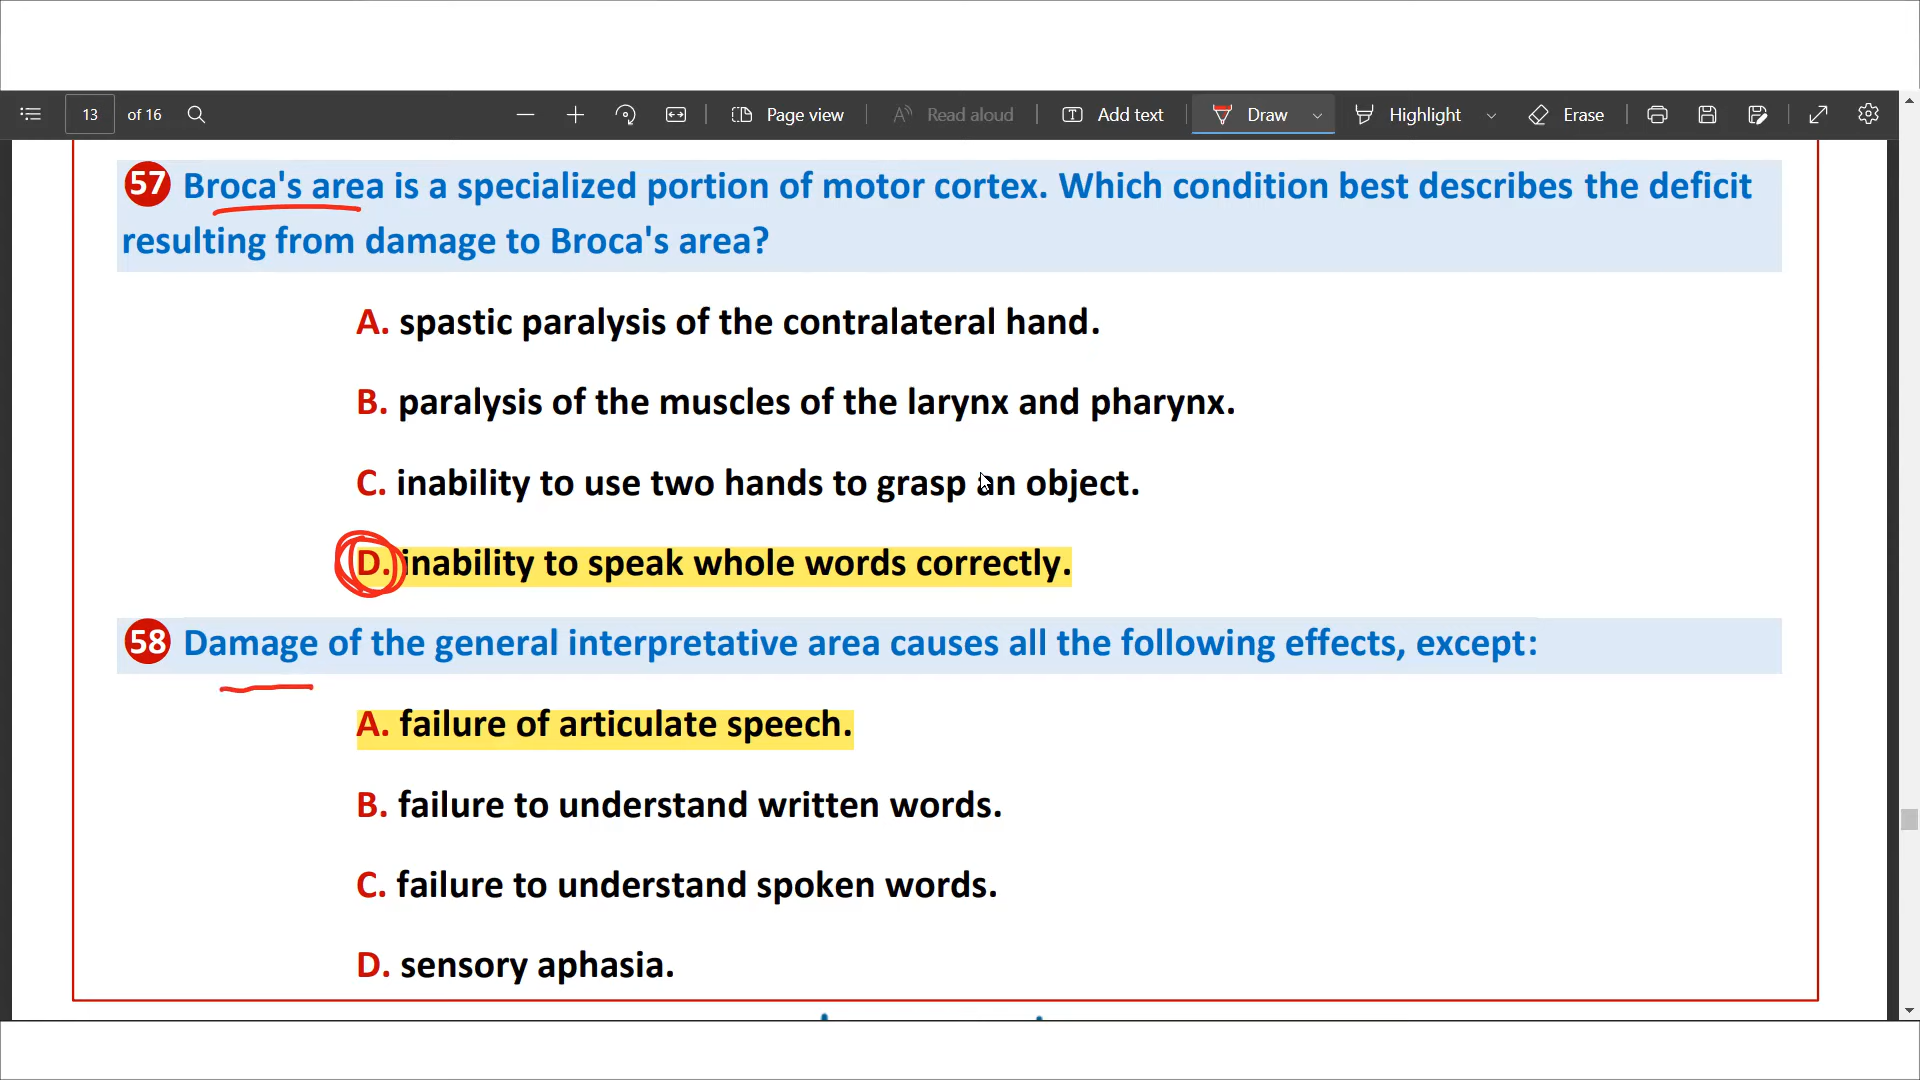 13 of 16 Page view Read aloud Add text Draw Highlight Erase
57 Broca's area is a specialized portion of motor cortex. Which condition best describes the deficit
resulting from damage to Broca's area?
A. spastic paralysis of the contralateral hand.
B. paralysis of the muscles of the larynx and pharynx.
C. inability to use two hands to grasp an object.
D. inability to speak whole words correctly.
58 Damage of the general interpretative area causes all the following effects, except:
A. failure of articulate speech.
B. failure to understand written words.
C. failure to understand spoken words.
D. sensory aphasia.